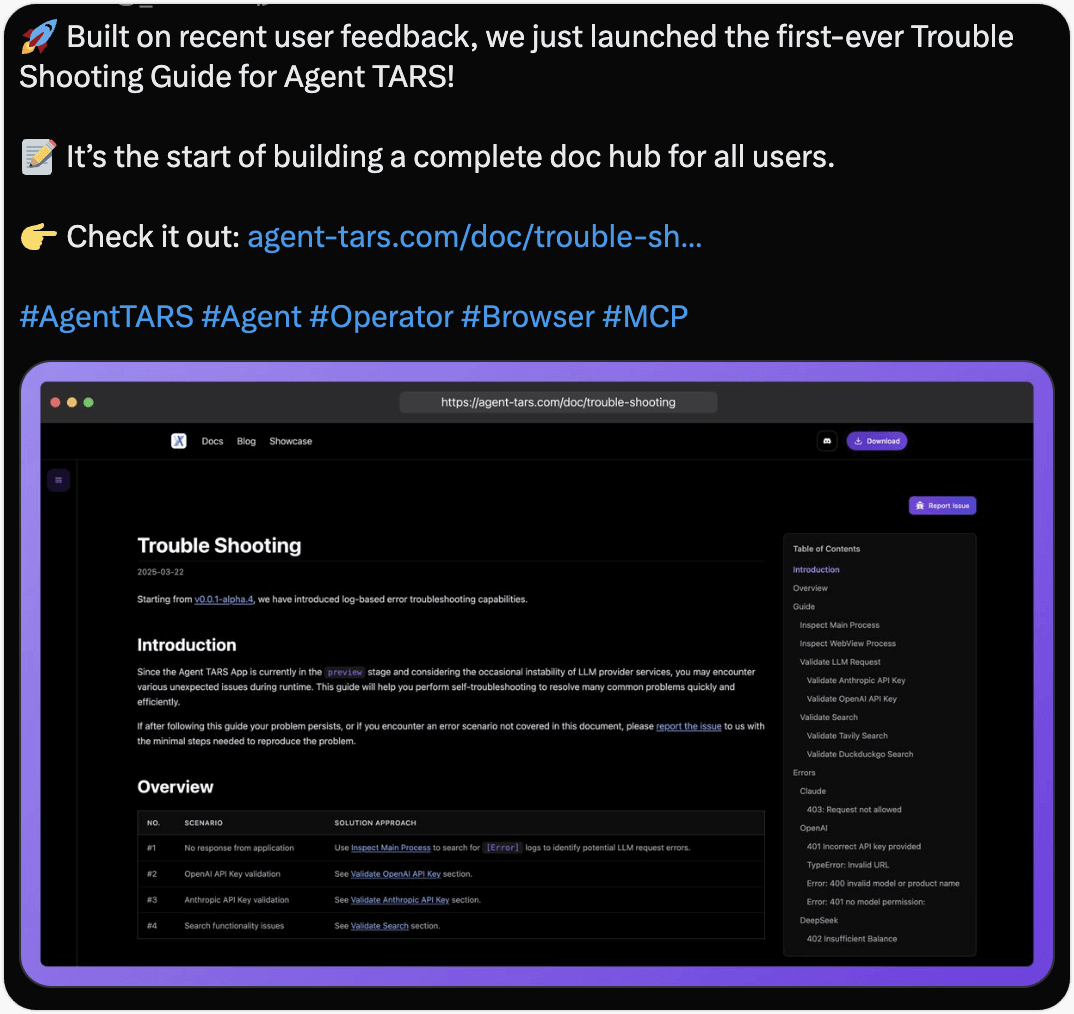 🚀 Built on recent user feedback, we just launched the first-ever Trouble
Shooting Guide for Agent TARS!
📝 It’s the start of building a complete doc hub for all users.
👉 Check it out: agent-tars.com/doc/trouble-sh...
#AgentTARS #Agent #Operator #Browser #MCP
https://agent-tars.com/doc/trouble-shooting
Docs Blog Showcase
Download
Report Issue
Trouble Shooting
2025-03-22
Starting from v0.0.1-alpha.4, we have introduced log-based error troubleshooting capabilities.
Introduction
Since the Agent TARS App is currently in the preview stage and considering the occasional instability of LLM provider services, you may encounter
various unexpected issues during runtime. This guide will help you perform self-troubleshooting to resolve many common problems quickly and
efficiently.
If after following this guide your problem persists, or if you encounter an error scenario not covered in this document, please report the issue to us with
the minimal steps needed to reproduce the problem.
Overview
NO. SCENARIO SOLUTION APPROACH
#1 No response from application Use Inspect Main Process to search for [Error] logs to identify potential LLM request errors.
#2 OpenAI API Key validation See Validate OpenAI API Key section.
#3 Anthropic API Key validation See Validate Anthropic API Key section.
#4 Search functionality issues See Validate Search section.
Table of Contents
Introduction
Overview
Guide
Inspect Main Process
Inspect WebView Process
Validate LLM Request
Validate Anthropic API Key
Validate OpenAI API Key
Validate Search
Validate Tavily Search
Validate Duckduckgo Search
Errors
Claude
403: Request not allowed
OpenAI
401 Incorrect API key provided
TypeError: Invalid URL
Error: 400 invalid model or product name
Error: 401 no model permission:
DeepSeek
402 Insufficient Balance